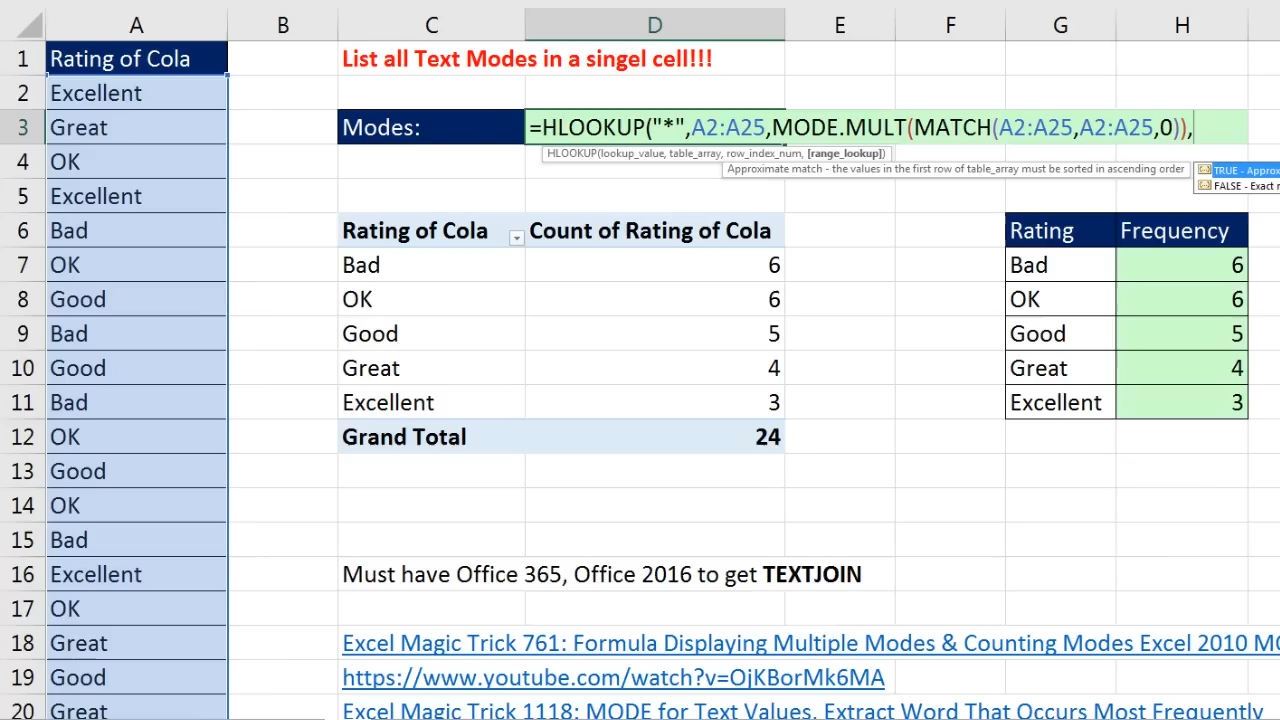 A B C D E F G H
1 Rating of Cola List all Text Modes in a singel cell!!!
2 Excellent
3 Great Modes: =HLOOKUP("*",A2:A25,MODE.MULT(MATCH(A2:A25,A2:A25,0)),
HLOOKUP(lookup_value, table_array, row_index_num, [range_lookup])
4 OK Approximate match - the values in the first row of table_array must be sorted in ascending order TRUE - Approx
5 Excellent FALSE - Exact m
6 Bad Rating of Cola Count of Rating of Cola Rating Frequency
7 OK Bad 6 Bad 6
8 Good OK 6 OK 6
9 Bad Good 5 Good 5
10 Good Great 4 Great 4
11 Bad Excellent 3 Excellent 3
12 OK Grand Total 24
13 Good
14 OK
15 Bad
16 Excellent Must have Office 365, Office 2016 to get TEXTJOIN
17 OK
18 Great Excel Magic Trick 761: Formula Displaying Multiple Modes & Counting Modes Excel 2010 MO
19 Good https://www.youtube.com/watch?v=OjKBorMk6MA
20 Great Excel Magic Trick 1118: MODE for Text Values, Extract Word That Occurs Most Frequently